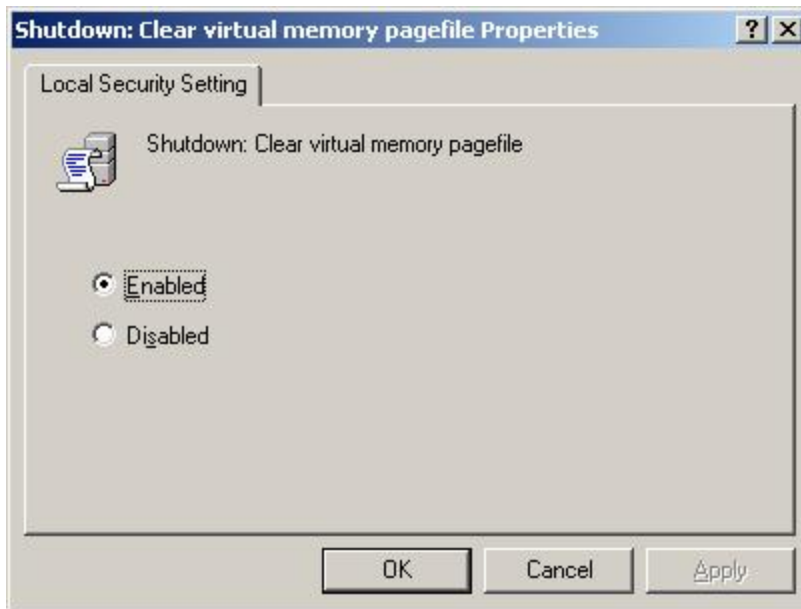 Shutdown: Clear virtual memory pagefile Properties
Local Security Setting
Shutdown: Clear virtual memory pagefile
Enabled
Disabled
OK Cancel Apply